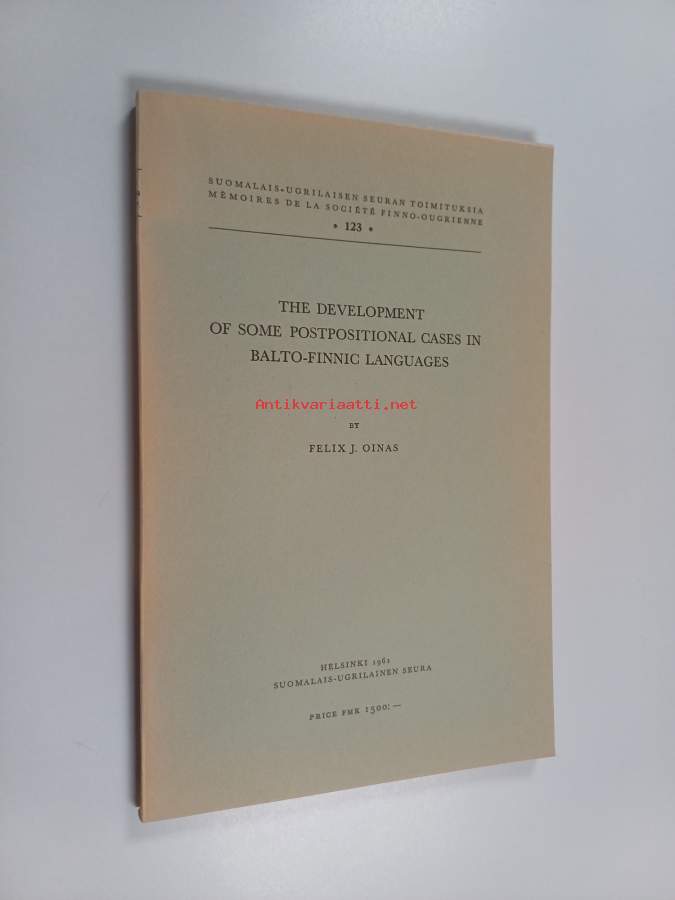 SUOMALAIS-UGRILAISEN SEURAN TOIMITUKSIA
MÉMOIRES DE LA SOCIÉTÉ FINNO-OUGRIENNE
* 123 *
THE DEVELOPMENT
OF SOME POSTPOSITIONAL CASES IN
BALTO-FINNIC LANGUAGES
Antikvariaatti.net
BY
FELIX J. OINAS
HELSINKI 1961
SUOMALAIS-UGRILAINEN SEURA
PRICE FMK 1500:—